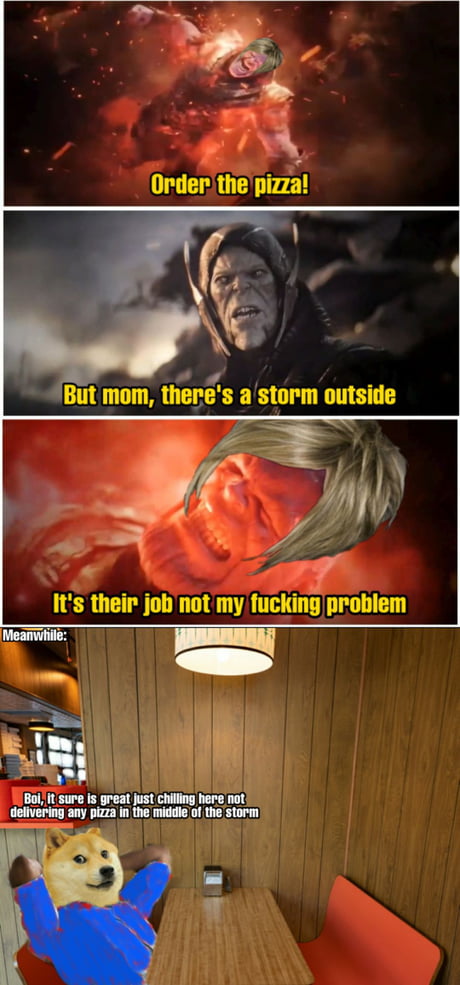 Order the pizza!
But mom, there's a storm outside
It's their job not my fucking problem
Meanwhile:
Boi, it sure is great just chilling here not
delivering any pizza in the middle of the storm